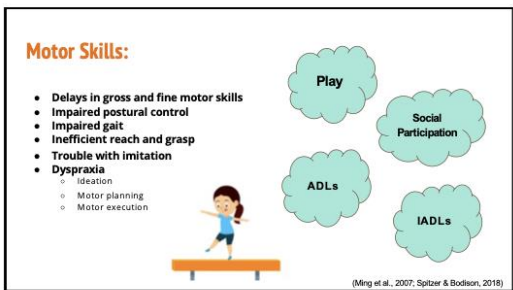 Motor Skills:
● Delays in gross and fine motor skills
● Impaired postural control
● Impaired gait
● Inefficient reach and grasp
● Trouble with imitation
● Dyspraxia
○ Ideation
○ Motor planning
○ Motor execution
Play
Social
Participation
ADLs
IADLs
(Ming et al., 2007; Spitzer & Bodison, 2018)